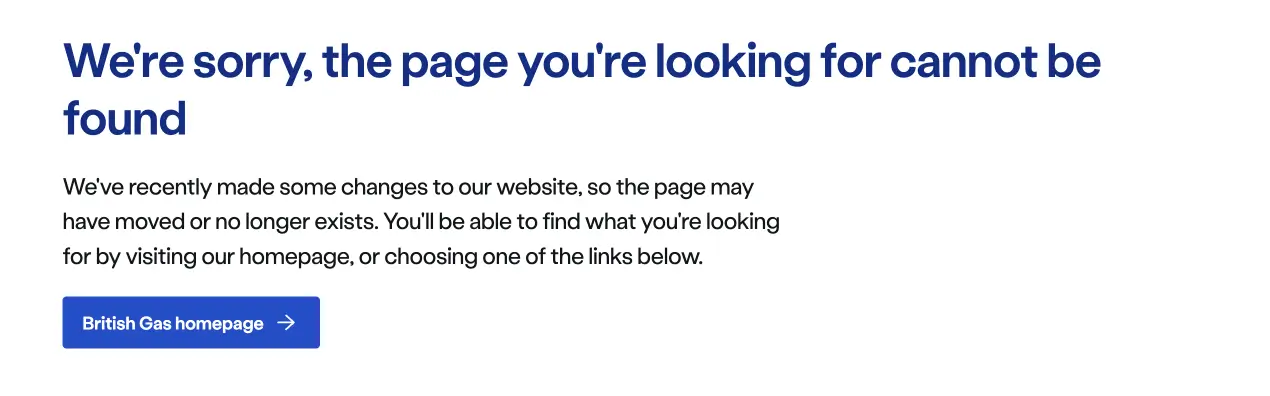 We're sorry, the page you're looking for cannot be
found
We've recently made some changes to our website, so the page may
have moved or no longer exists. You'll be able to find what you're looking
for by visiting our homepage, or choosing one of the links below.
British Gas homepage